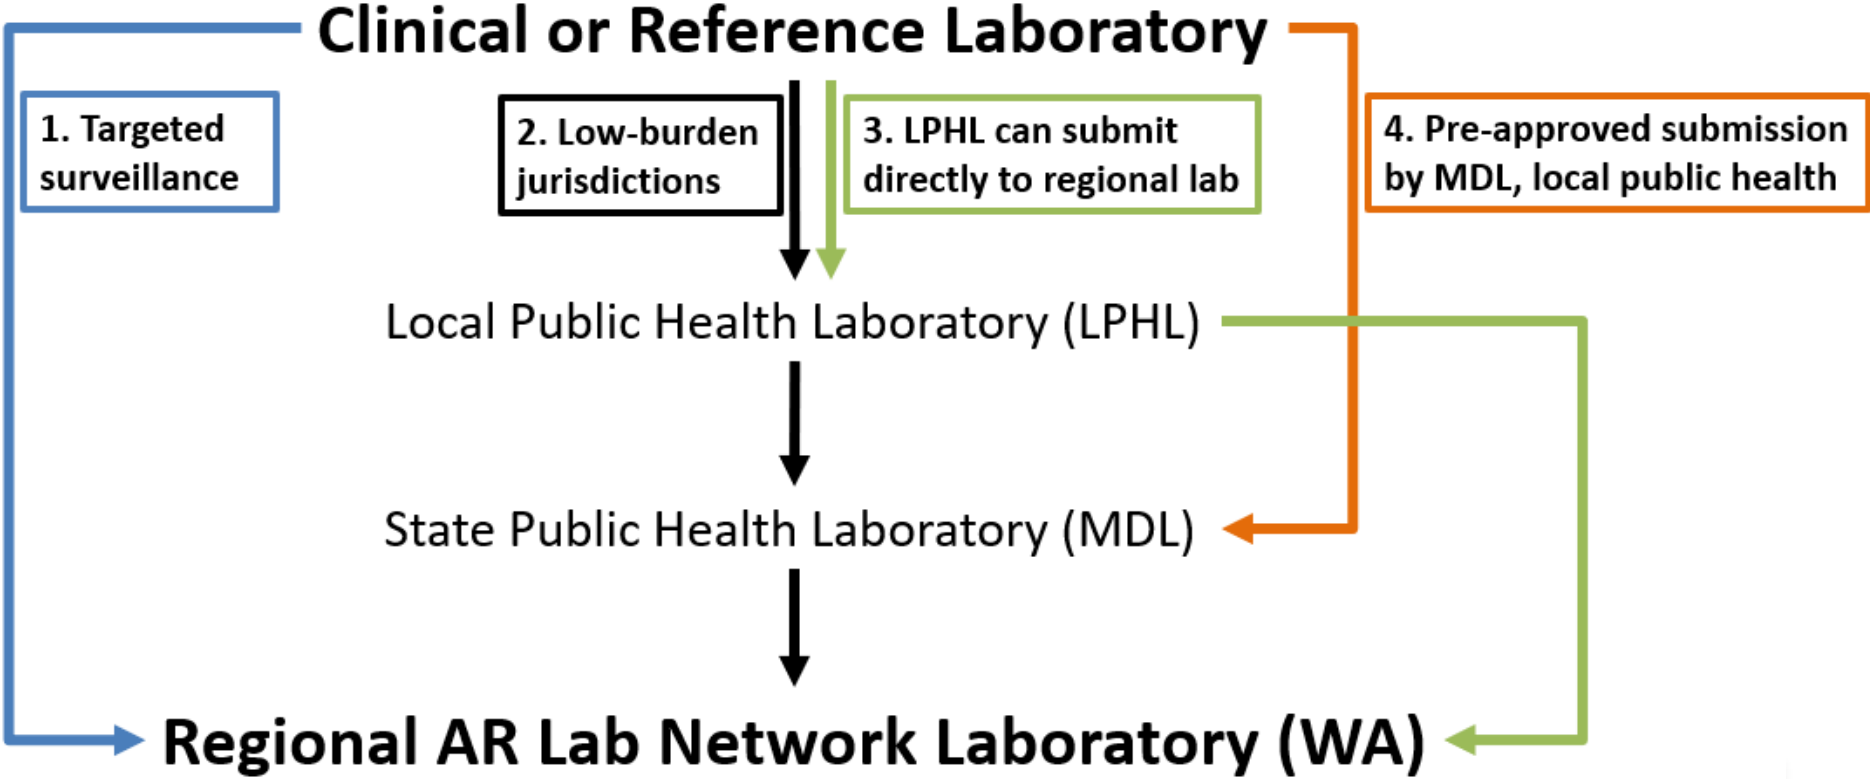 Clinical or Reference Laboratory
1. Targeted
surveillance
2. Low-burden
jurisdictions
3. LPHL can submit
directly to regional lab
4. Pre-approved submission
by MDL, local public health
Local Public Health Laboratory (LPHL)
State Public Health Laboratory (MDL)
Regional AR Lab Network Laboratory (WA)